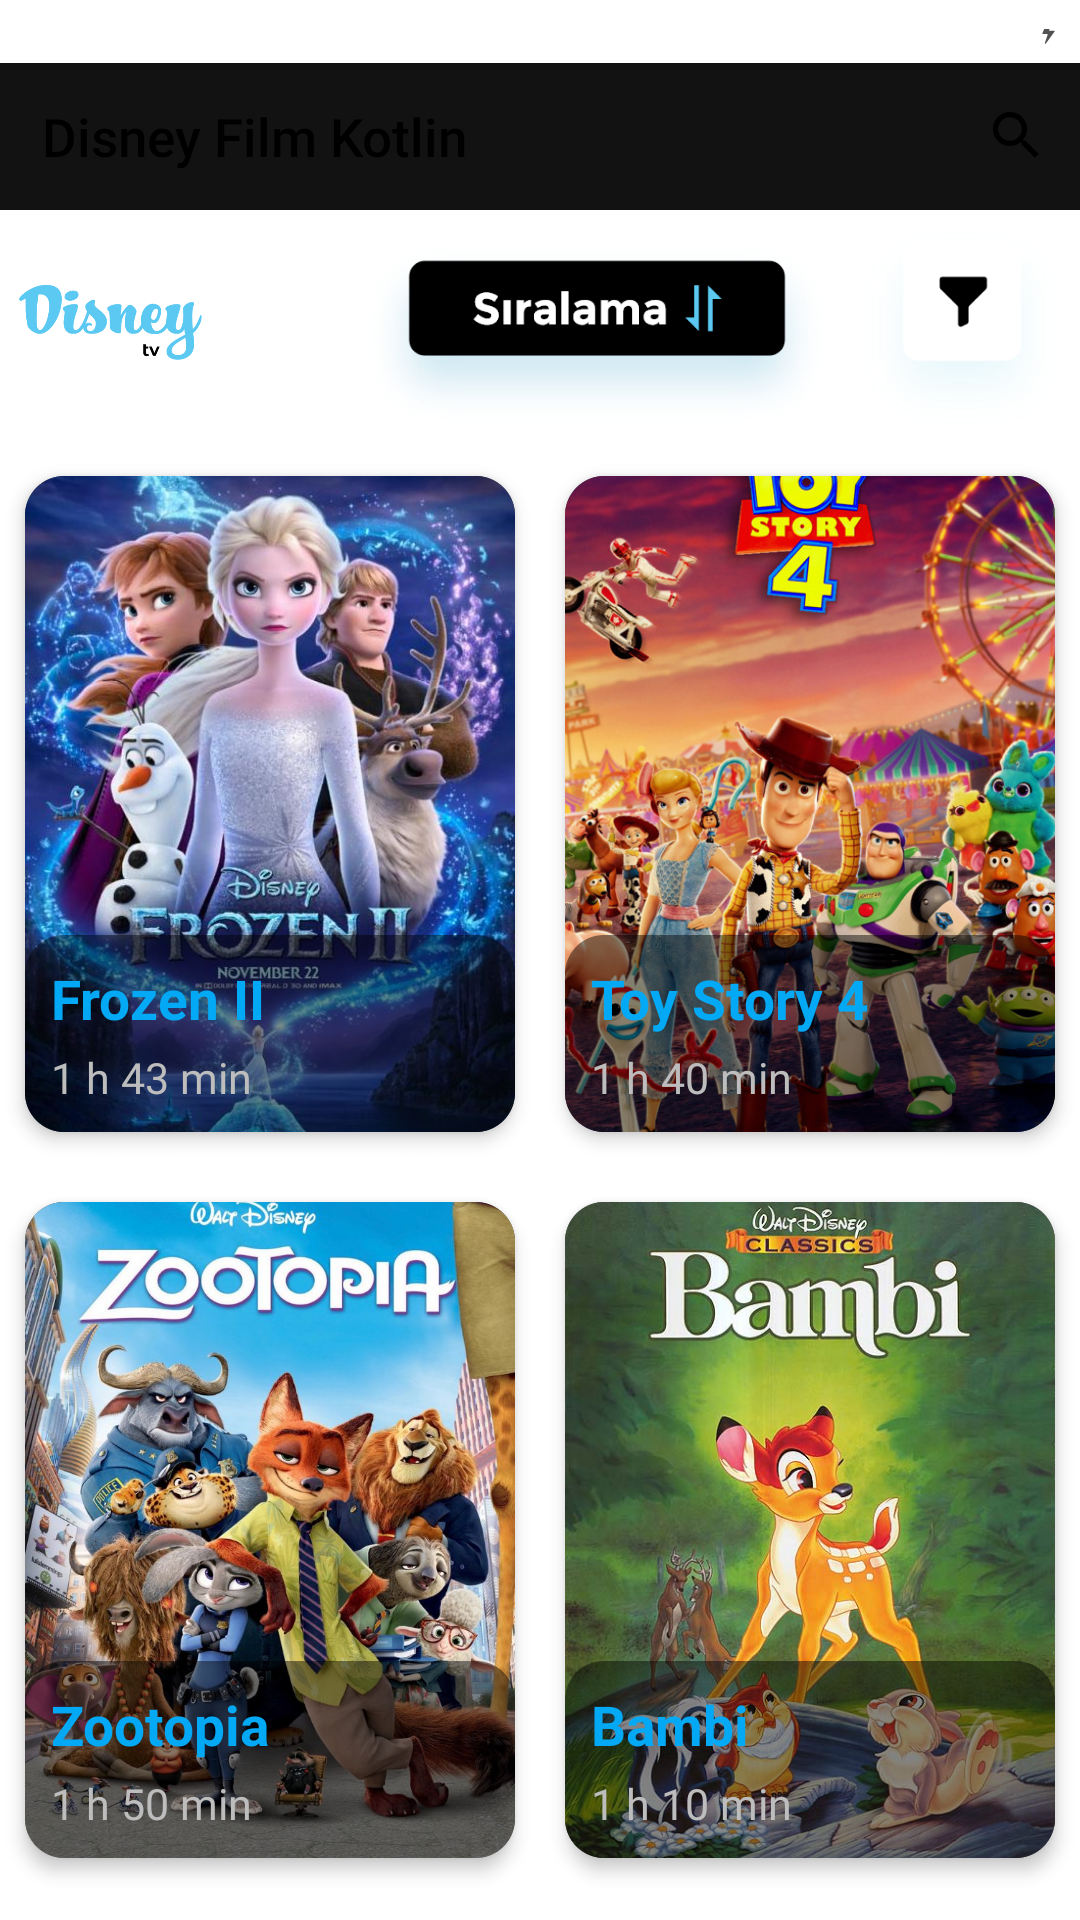 Disney Film Kotlin
Disney
tv
Sıralama
DISNEY
FROZEN II
NOVEMBER 22
Frozen II
1 h 43 min
TOY
STORY
4
Toy Story 4
1 h 40 min
WALT DISNEY
ZOOTOPIA
Zootopia
1 h 50 min
WALT DISNEY
CLASSICS
Bambi
Bambi
1 h 10 min